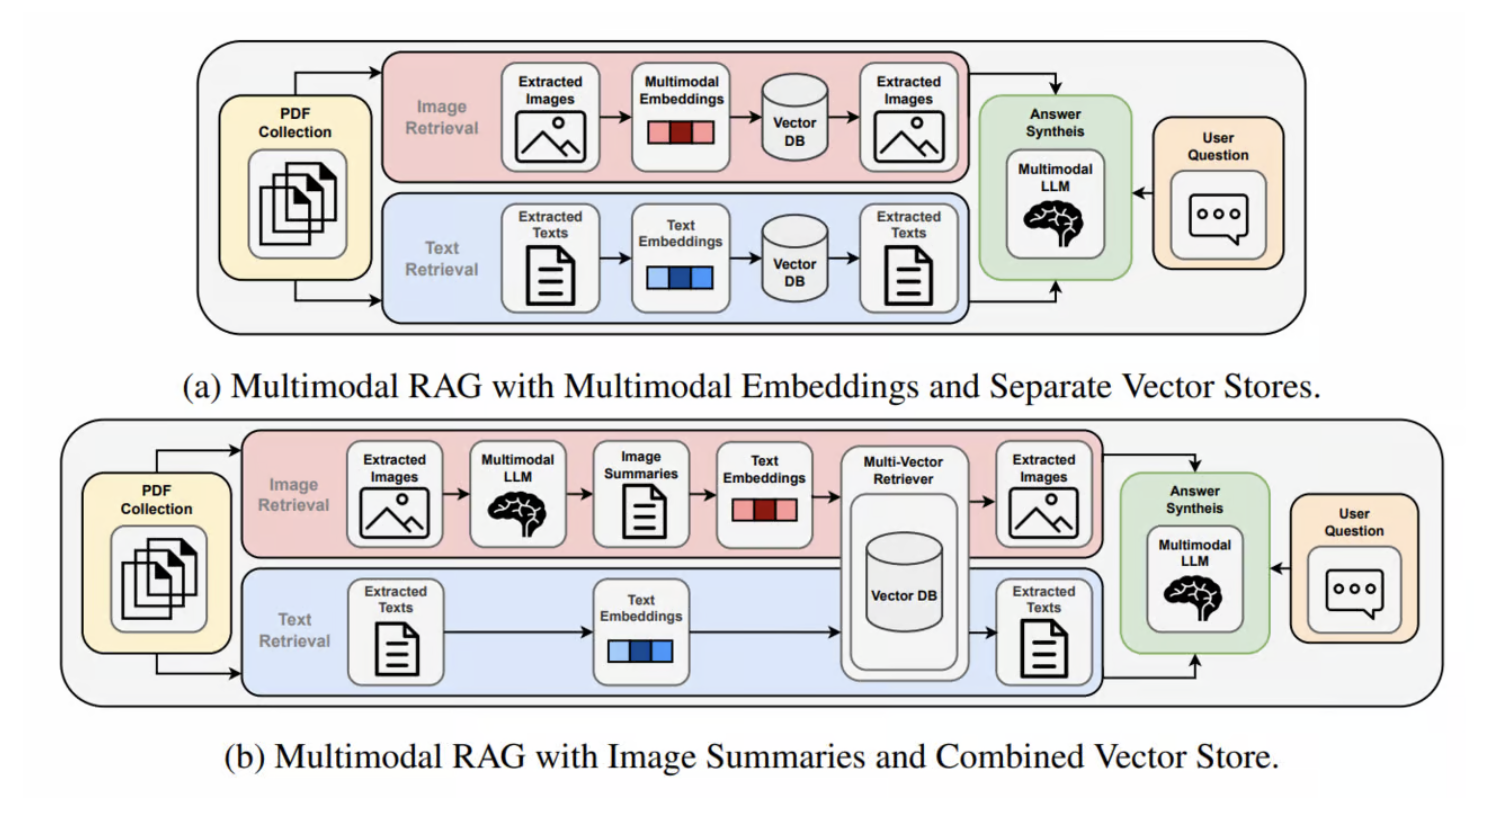 PDF
Collection
Image
Retrieval
Extracted
Images
Multimodal
Embeddings
Vector
DB
Extracted
Images
Text
Retrieval
Extracted
Texts
Text
Embeddings
Vector
DB
Extracted
Texts
Answer
Syntheis
Multimodal
LLM
User
Question
(a) Multimodal RAG with Multimodal Embeddings and Separate Vector Stores.
PDF
Collection
Image
Retrieval
Extracted
Images
Multimodal
LLM
Image
Summaries
Text
Embeddings
Multi-Vector
Retriever
Vector DB
Extracted
Images
Text
Retrieval
Extracted
Texts
Text
Embeddings
Extracted
Texts
Answer
Syntheis
Multimodal
LLM
User
Question
(b) Multimodal RAG with Image Summaries and Combined Vector Store.